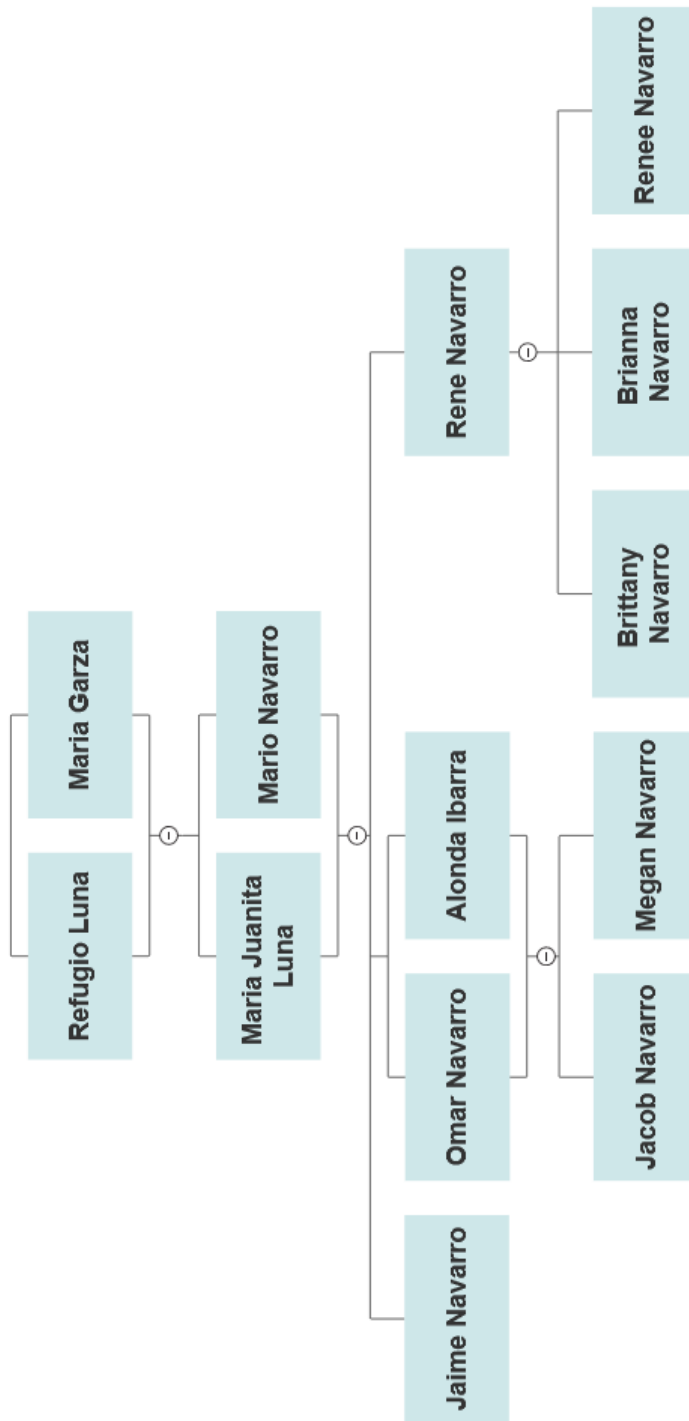 Refugio Luna
Maria Garza
Maria Juanita
Luna
Mario Navarro
Jaime Navarro
Omar Navarro
Alonda Ibarra
Rene Navarro
Jacob Navarro
Megan Navarro
Brittany
Navarro
Brianna
Navarro
Renee Navarro